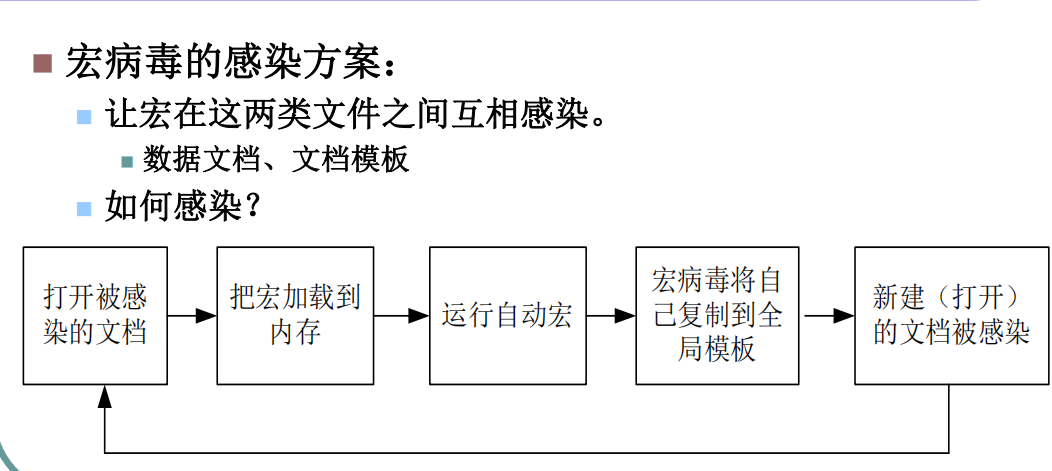 宏病毒的感染方案：
让宏在这两类文件之间互相感染。
数据文档、文档模板
如何感染？
打开被感
染的文档
把宏加载到
内存
运行自动宏
宏病毒将自
己复制到全
局模板
新建（打开）
的文档被感染